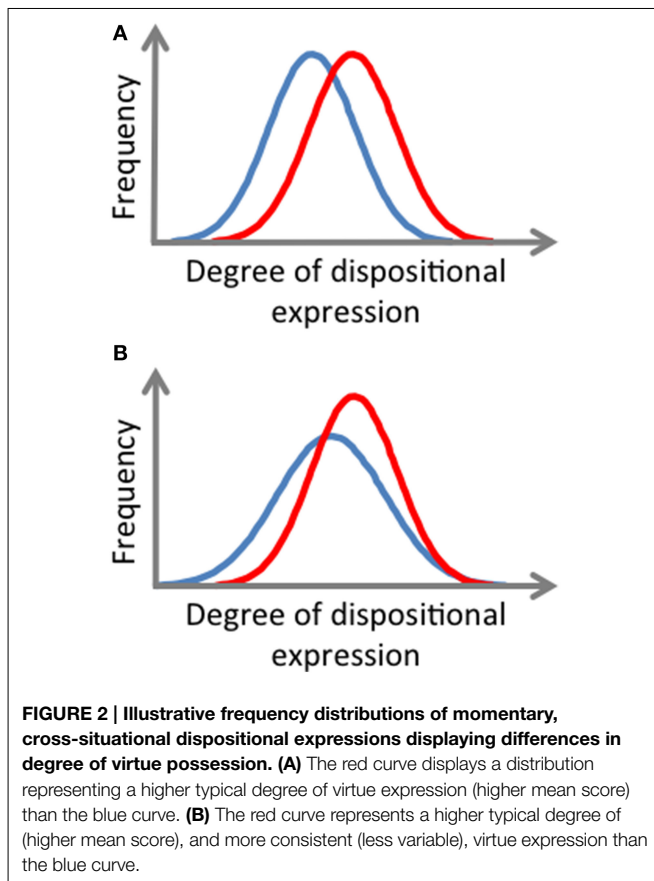 A
Frequency
Degree of dispositional
expression
B
Frequency
Degree of dispositional
expression
FIGURE 2 | Illustrative frequency distributions of momentary,
cross-situational dispositional expressions displaying differences in
degree of virtue possession. (A) The red curve displays a distribution
representing a higher typical degree of virtue expression (higher mean score)
than the blue curve. (B) The red curve represents a higher typical degree of
(higher mean score), and more consistent (less variable), virtue expression than
the blue curve.